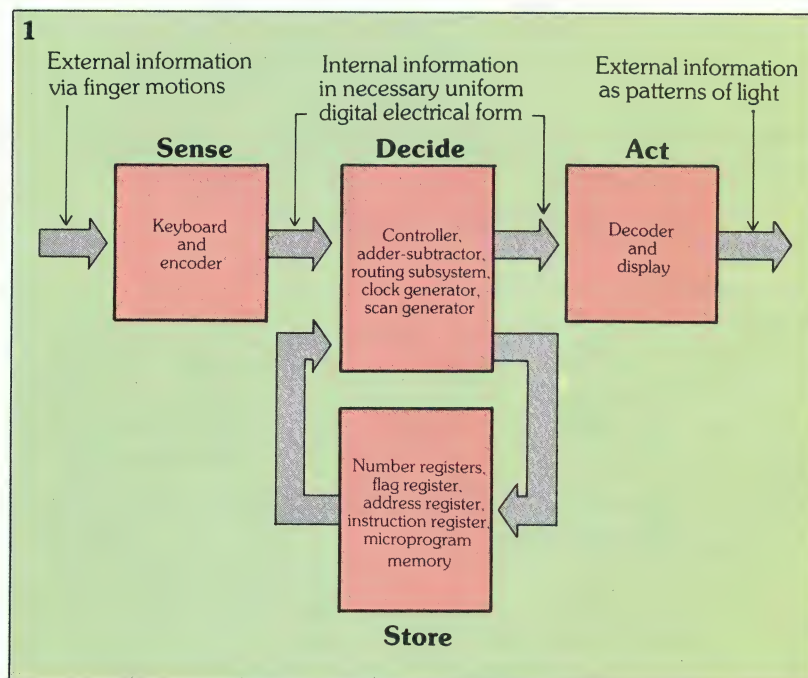 1
External information
via finger motions
Internal information
in necessary uniform
digital electrical form
External information
as patterns of light
Sense
Decide
Act
Keyboard
and
encoder
Controller,
adder-subtractor,
routing subsystem,
clock generator,
scan generator
Decoder
and
display
Number registers,
flag register,
address register,
instruction register,
microprogram
memory
Store